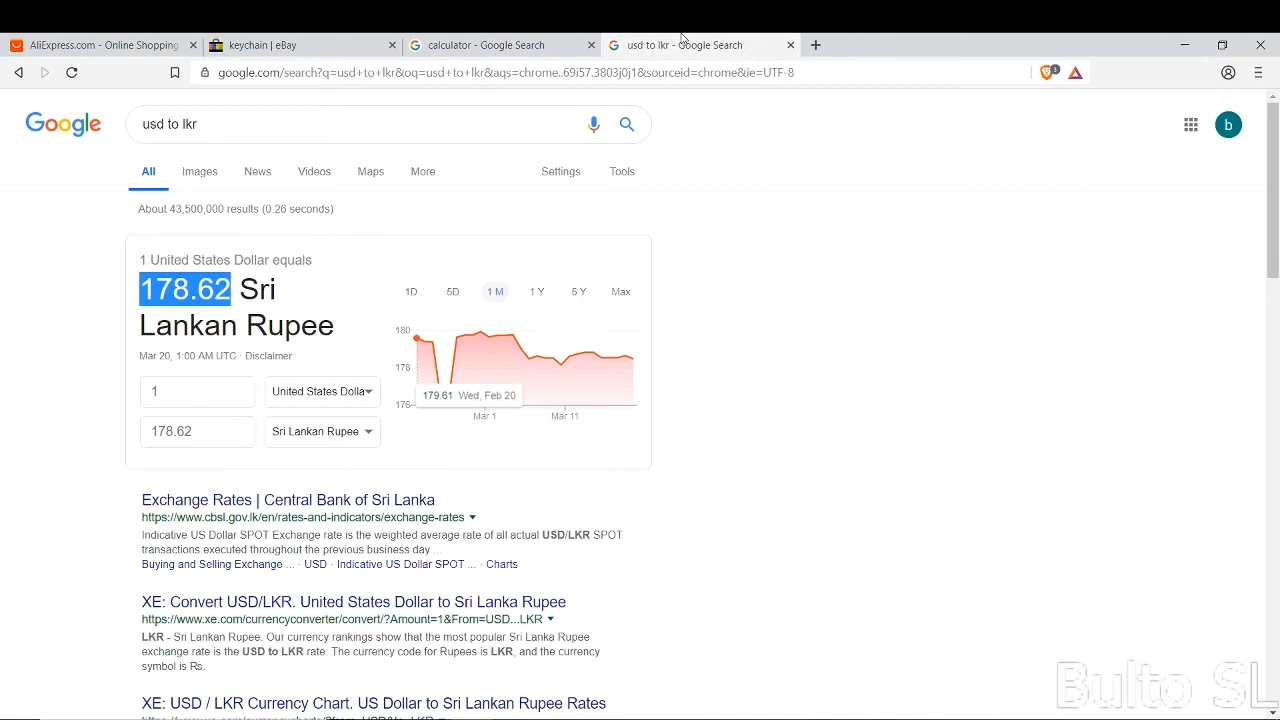 AliExpress.com - Online Shopping
keychain | eBay
calculator - Google Search
usd to lkr - Google Search
google.com/search?q=usd+to+lkr&oq=usd+to+lkr&aqs=chrome..69i57.3803j0j1&sourceid=chrome&ie=UTF-8
3
Google
usd to lkr
b
All Images News Videos Maps More Settings Tools
About 43,500,000 results (0.26 seconds)
1 United States Dollar equals
178.62 Sri
Lankan Rupee
Mar 20, 1:00 AM UTC · Disclaimer
1 United States Dolla
178.62 Sri Lankan Rupee
1D 5D 1 M 1 Y 5 Y Max
180
178
176
179.61 Wed, Feb 20
Mar 1 Mar 11
Exchange Rates | Central Bank of Sri Lanka
https://www.cbsl.gov.lk/en/rates-and-indicators/exchange-rates
Indicative US Dollar SPOT Exchange rate is the weighted average rate of all actual USD/LKR SPOT
transactions executed throughout the previous business day ...
Buying and Selling Exchange ... · USD · Indicative US Dollar SPOT ... · Charts
XE: Convert USD/LKR. United States Dollar to Sri Lanka Rupee
https://www.xe.com/currencyconverter/convert/?Amount=1&From=USD...LKR
LKR - Sri Lankan Rupee. Our currency rankings show that the most popular Sri Lanka Rupee
exchange rate is the USD to LKR rate. The currency code for Rupees is LKR, and the currency
symbol is Rs.
XE: USD / LKR Currency Chart. US Dollar to Sri Lanka Rupee Rates
Bulto SL